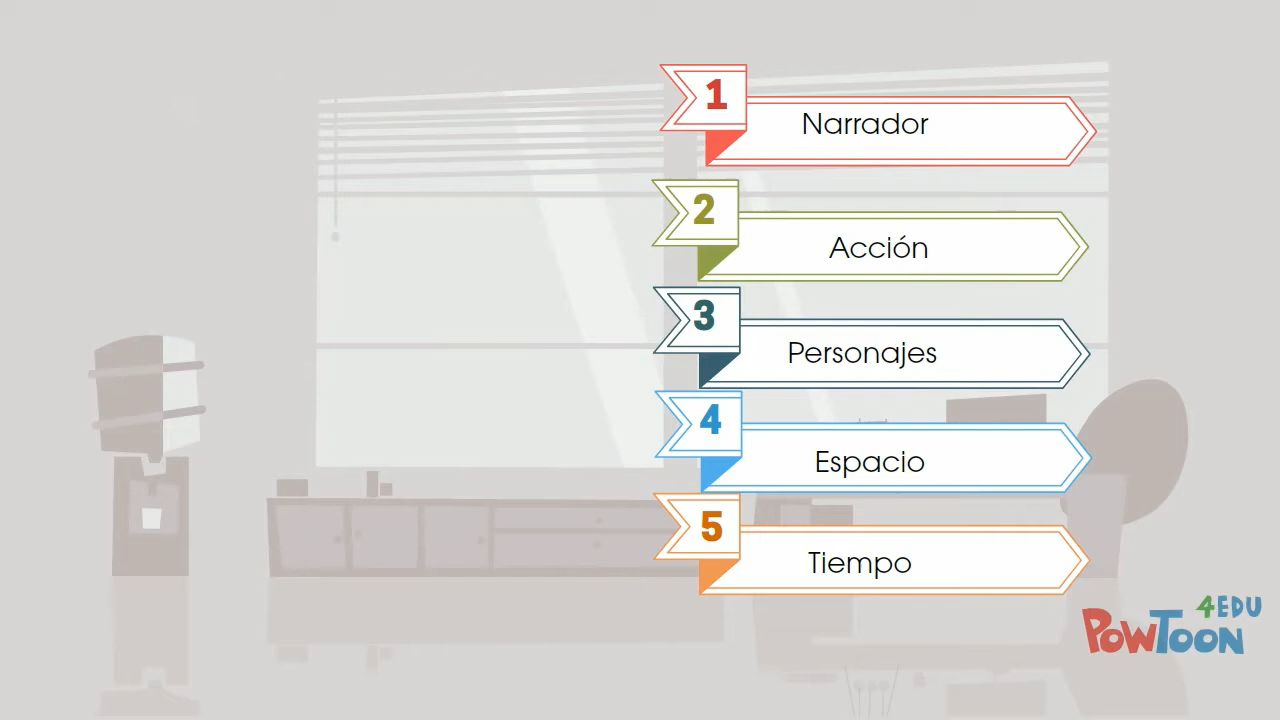 1
Narrador
2
Acción
3
Personajes
4
Espacio
5
Tiempo
4EDU
POWTOON